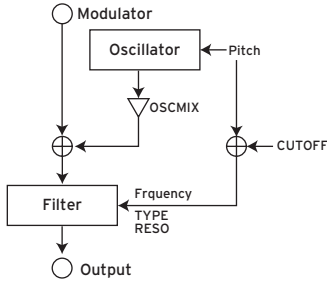 Modulator
Oscillator
Pitch
OSCMIX
CUTOFF
Frquency
Filter
TYPE
RESO
Output